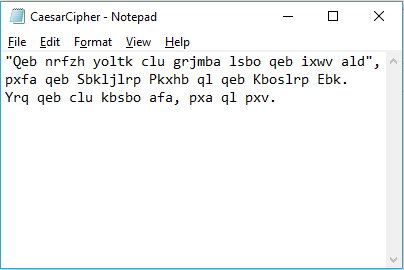 CaesarCipher - Notepad
File Edit Format View Help
"Qeb nrfzh yoltk clu grjmba lsbo qeb ixwv ald",
pxfa qeb Sbkljlrp Pkxhb ql qeb Kboslrp Ebk.
Yrq qeb clu kbsbo afa, pxa ql pxv.